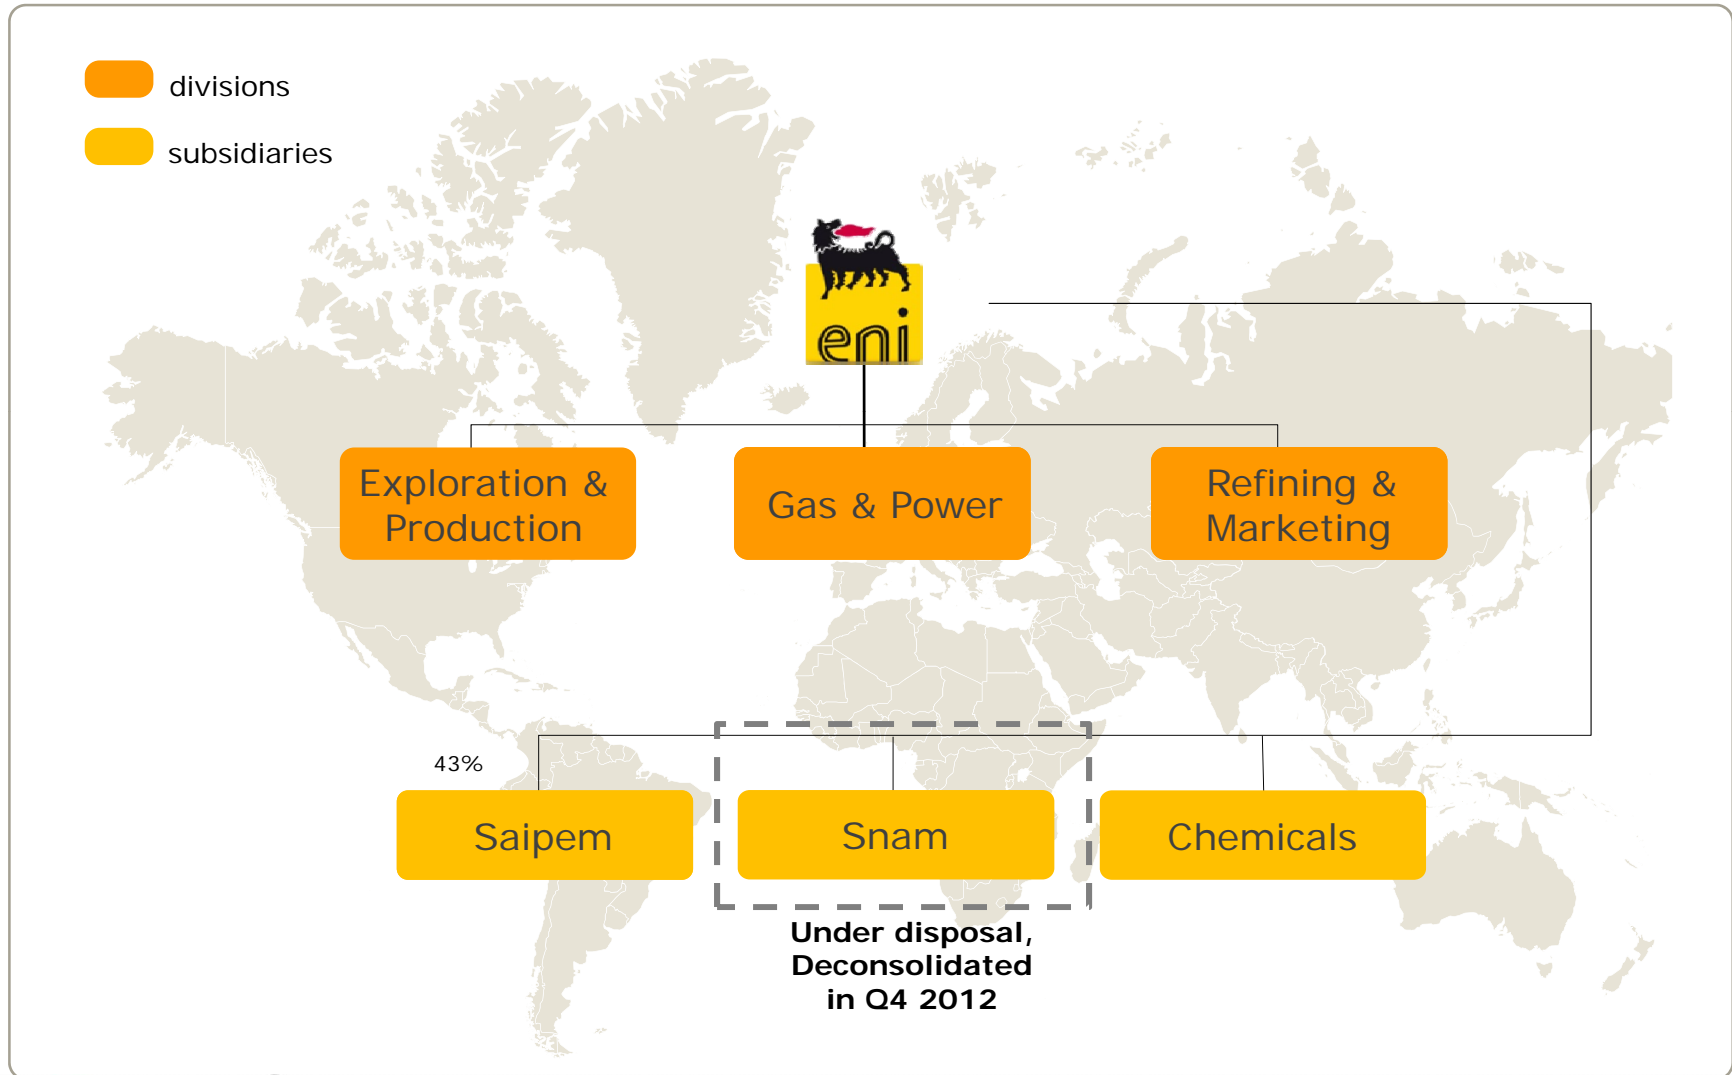 divisions
subsidiaries
eni
Exploration &
Production
Gas & Power
Refining &
Marketing
43%
Saipem
Snam
Chemicals
Under disposal,
Deconsolidated
in Q4 2012